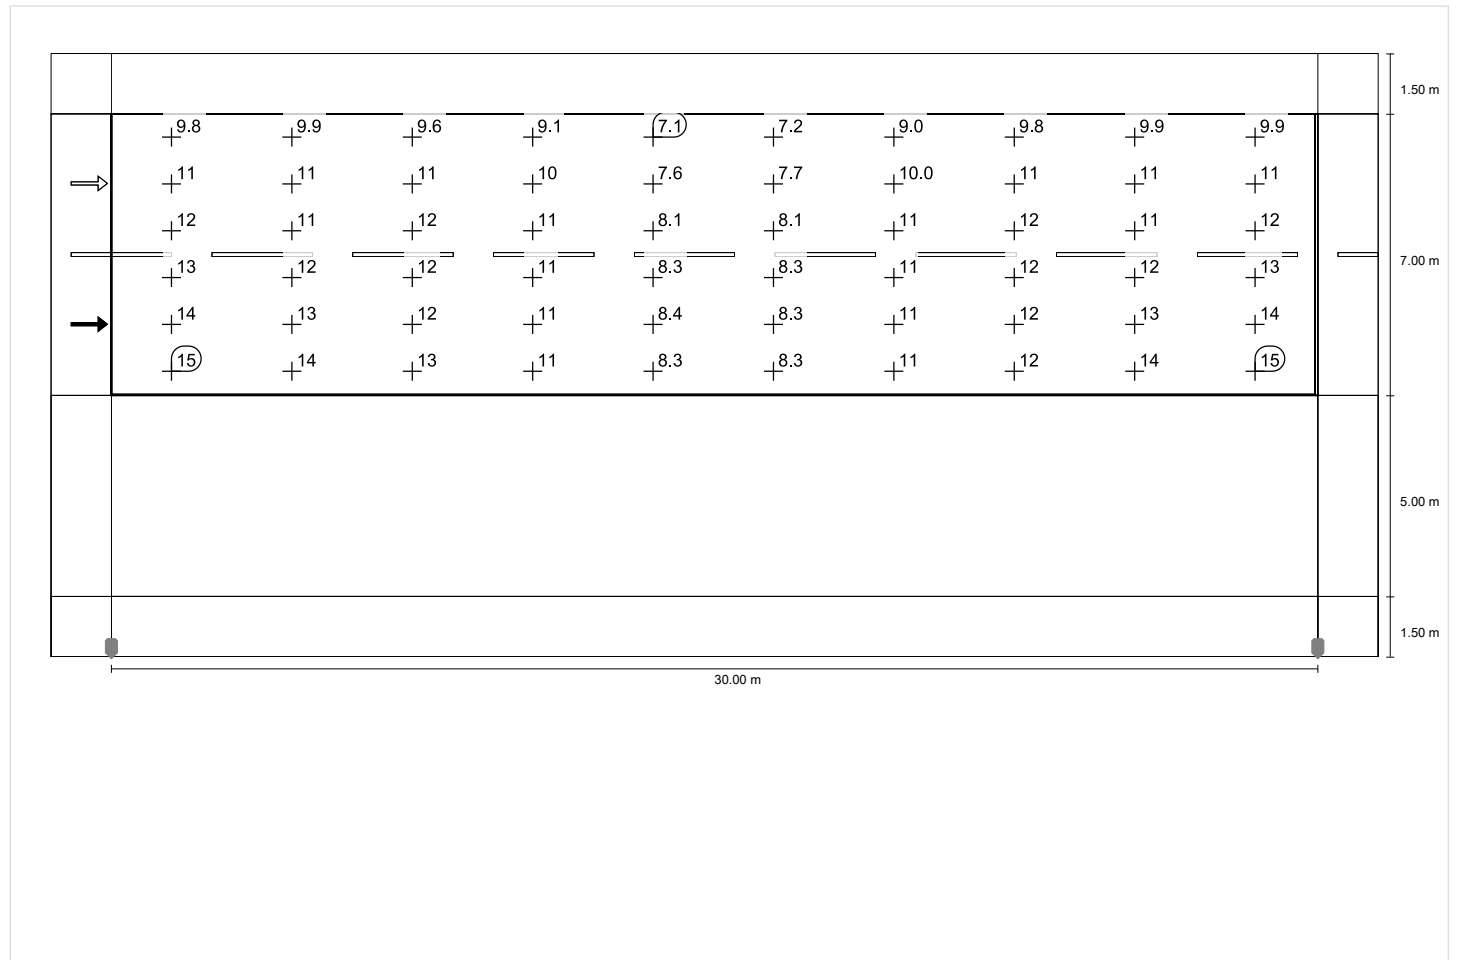 1.50 m
9.8 9.9 9.6 9.1 7.1 7.2 9.0 9.8 9.9 9.9
11 11 11 10 7.6 7.7 10.0 11 11 11
12 11 12 11 8.1 8.1 11 12 11 12
7.00 m
13 12 12 11 8.3 8.3 11 12 12 13
14 13 12 11 8.4 8.3 11 12 13 14
15 14 13 11 8.3 8.3 11 12 14 15
5.00 m
1.50 m
30.00 m